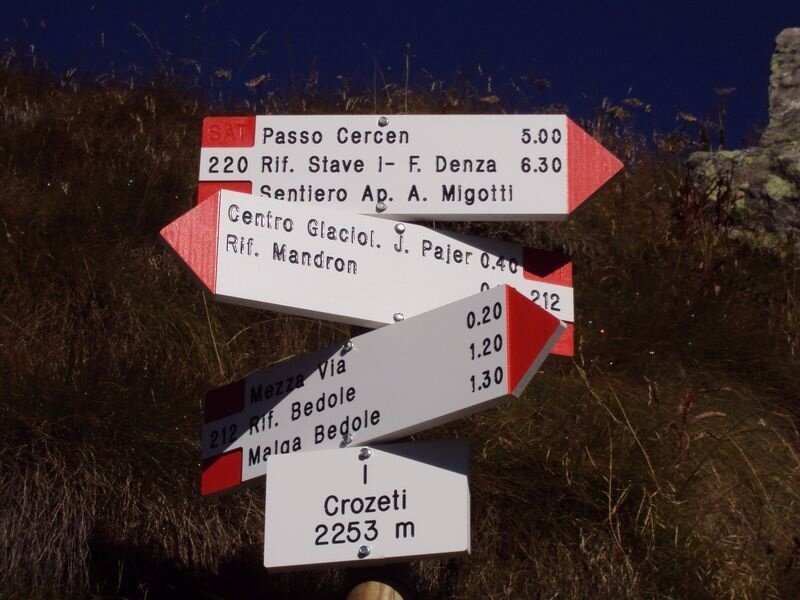 SAT Passo Cercen 5.00
220 Rif. Stave I- F. Denza 6.30
Sentiero Ap. A. Migotti
Centro Glaciol. J. Pajer 0.40
Rif. Mandron
212
0.20
Mezza Via
1.20
212 Rif. Bedole
1.30
Malga Bedole
I
Crozeti
2253 m